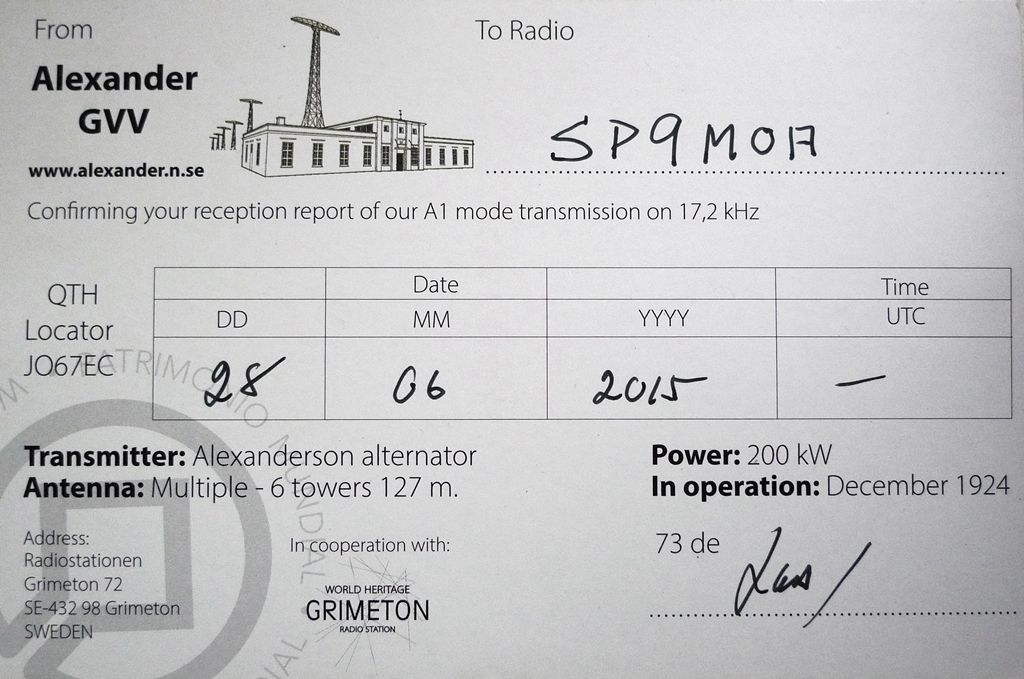 From
To Radio
Alexander
GVV
www.alexander.n.se
SP9MOA
Confirming your reception report of our A1 mode transmission on 17,2 kHz
QTH
Locator
JO67EC
Date
Time
DD
MM
YYYY
UTC
28
06
2015
—
PATRIMONIO MUNDIAL
Transmitter: Alexanderson alternator
Antenna: Multiple - 6 towers 127 m.
Power: 200 kW
In operation: December 1924
Address:
Radiostationen
Grimeton 72
SE-432 98 Grimeton
SWEDEN
In cooperation with:
WORLD HERITAGE
GRIMETON
RADIO STATION
73 de
Lars